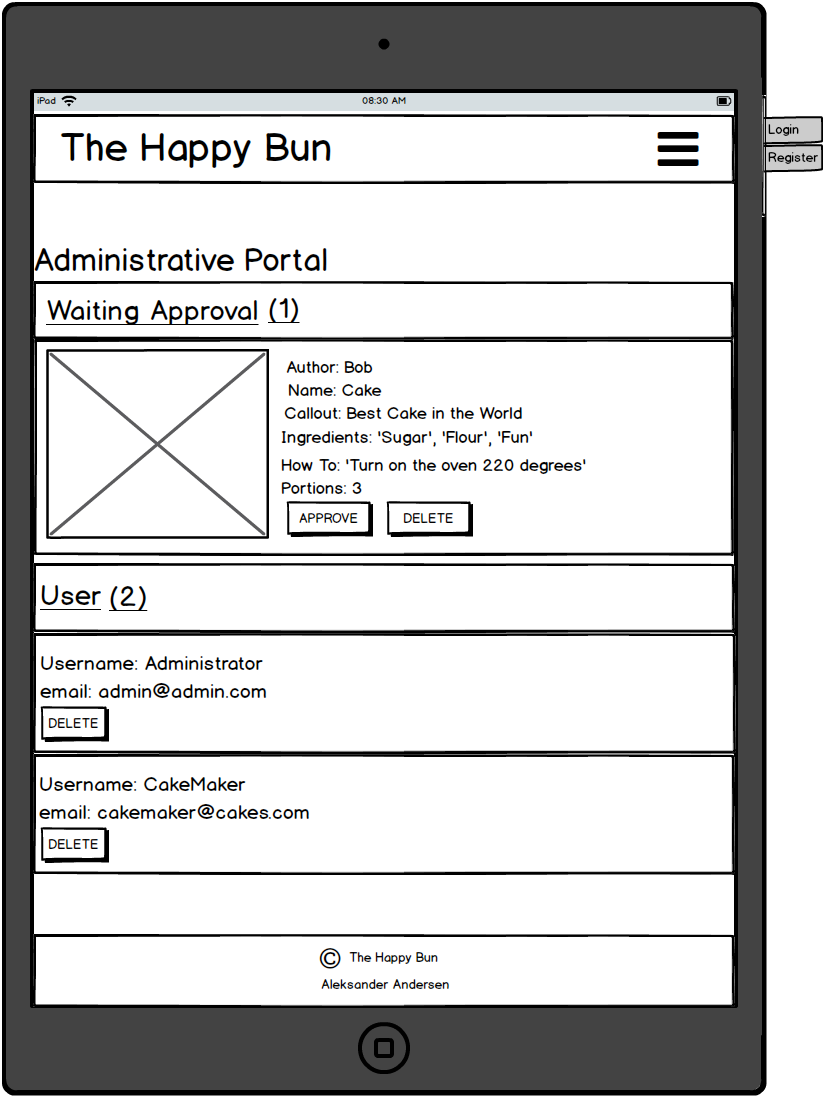 iPad 08:30 AM
Login
The Happy Bun
Register
Administrative Portal
Waiting Approval (1)
Author: Bob
Name: Cake
Callout: Best Cake in the World
Ingredients: 'Sugar', 'Flour', 'Fun'
How To: 'Turn on the oven 220 degrees'
Portions: 3
APPROVE DELETE
User (2)
Username: Administrator
email: admin@admin.com
DELETE
Username: CakeMaker
email: cakemaker@cakes.com
DELETE
© The Happy Bun
Aleksander Andersen